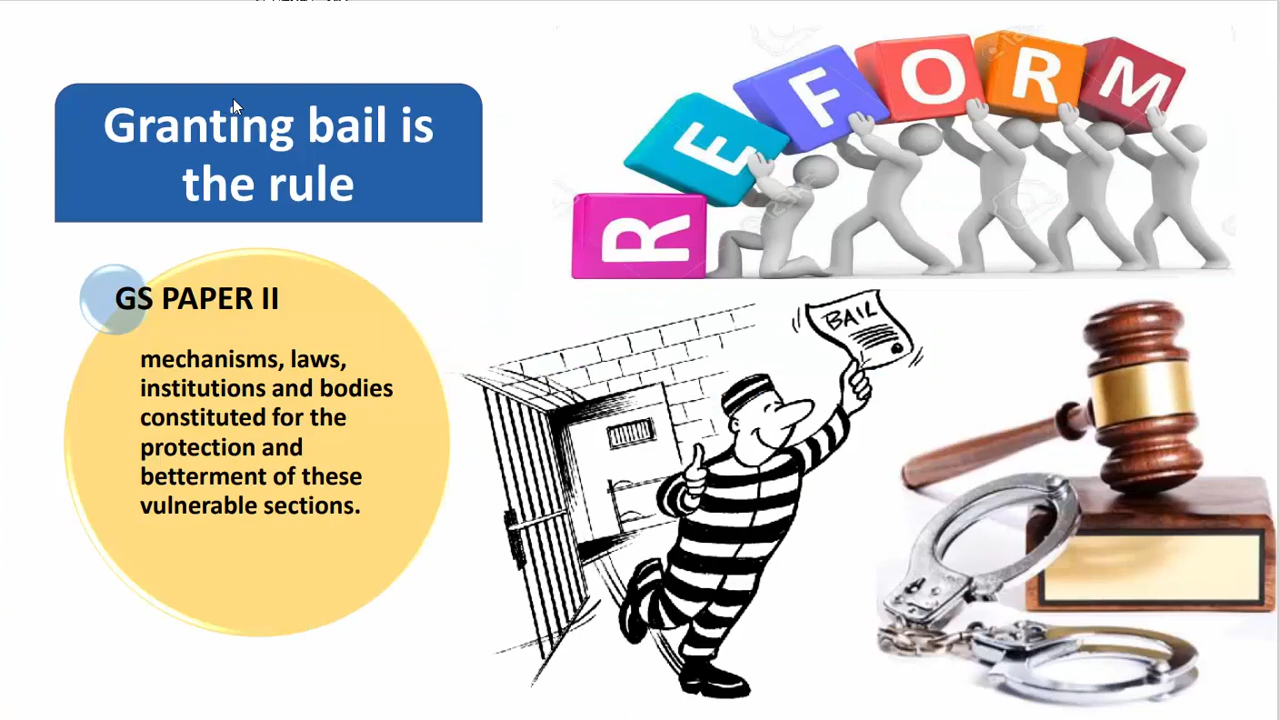 Granting bail is
the rule
REFORM
GS PAPER II
mechanisms, laws,
institutions and bodies
constituted for the
protection and
betterment of these
vulnerable sections.
BAIL